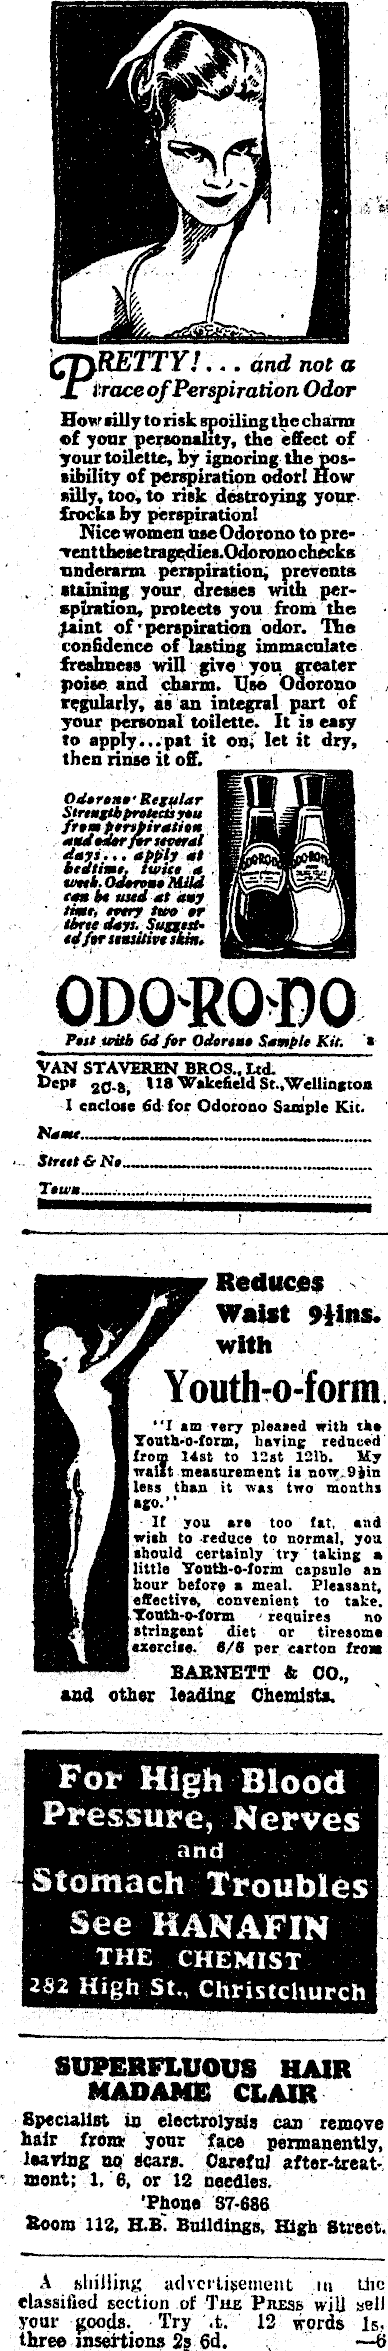 PRETTY!... and not a
trace of Perspiration Odor
How silly to risk spoiling the charm
of your personality, the effect of
your toilette, by ignoring the pos-
sibility of perspiration odor! How
silly, too, to risk destroying your
frocks by perspiration!
Nice women use Odorono to pre-
vent these tragedies. Odorono checks
underarm perspiration, prevents
staining your dresses with per-
spiration, protects you from the
taint of perspiration odor. The
confidence of lasting immaculate
freshness will give you greater
poise and charm. Use Odorono
regularly, as an integral part of
your personal toilette. It is easy
to apply...pat it on, let it dry,
then rinse it off.
Odorono Regular
Strength protects you
from perspiration
and odor for several
days... apply at
bedtime, twice a
week. Odorono Mild
can be used at any
time, every two or
three days. Suggest-
ed for sensitive skin.
ODO-RO-NO
ODO-RO-NO
ODO-RO-NO
Post with 6d for Odorono Sample Kit. 2
VAN STAVEREN BROS., Ltd.
Dept 2C-8, 118 Wakefield St., Wellington
I enclose 6d for Odorono Sample Kit.
Name
Street & No
Town
Reduces
Waist 9½ins.
with
Youth-o-form
"I am very pleased with the
Youth-o-form, having reduced
from 14st to 12st 12lb. My
waist measurement is now 9½in
less than it was two months
ago."
If you are too fat, and
wish to reduce to normal, you
should certainly try taking a
little Youth-o-form capsule an
hour before a meal. Pleasant,
effective, convenient to take.
Youth-o-form requires no
stringent diet or tiresome
exercise. 6/6 per carton from
BARNETT & CO.,
and other leading Chemists.
For High Blood
Pressure, Nerves
and
Stomach Troubles
See HANAFIN
THE CHEMIST
282 High St., Christchurch
SUPERFLUOUS HAIR
MADAME CLAIR
Specialist in electrolysis can remove
hair from your face permanently,
leaving no scars. Careful after-treat-
ment; 1, 6, or 12 needles.
'Phone 37-686
Room 112, H.B. Buildings, High Street.
A shilling advertisement in the
classified section of THE PRESS will sell
your goods. Try .t. 12 words 1s,
three insertions 2s 6d. —6